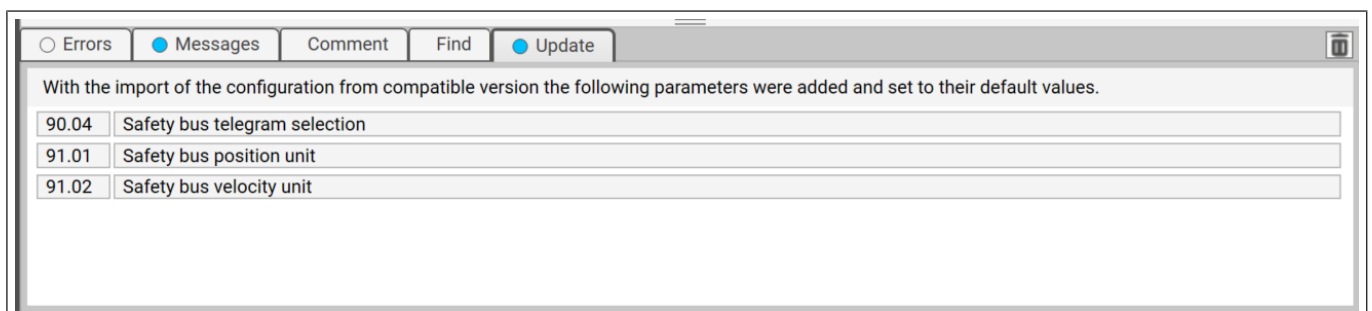 Errors Messages Comment Find Update
With the import of the configuration from compatible version the following parameters were added and set to their default values.
90.04 Safety bus telegram selection
91.01 Safety bus position unit
91.02 Safety bus velocity unit